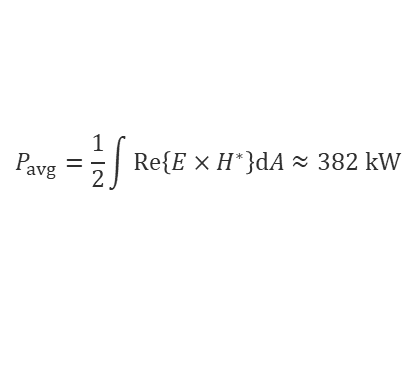 P_avg = 1/2 ∫ Re{E × H*}dA ≈ 382 kW